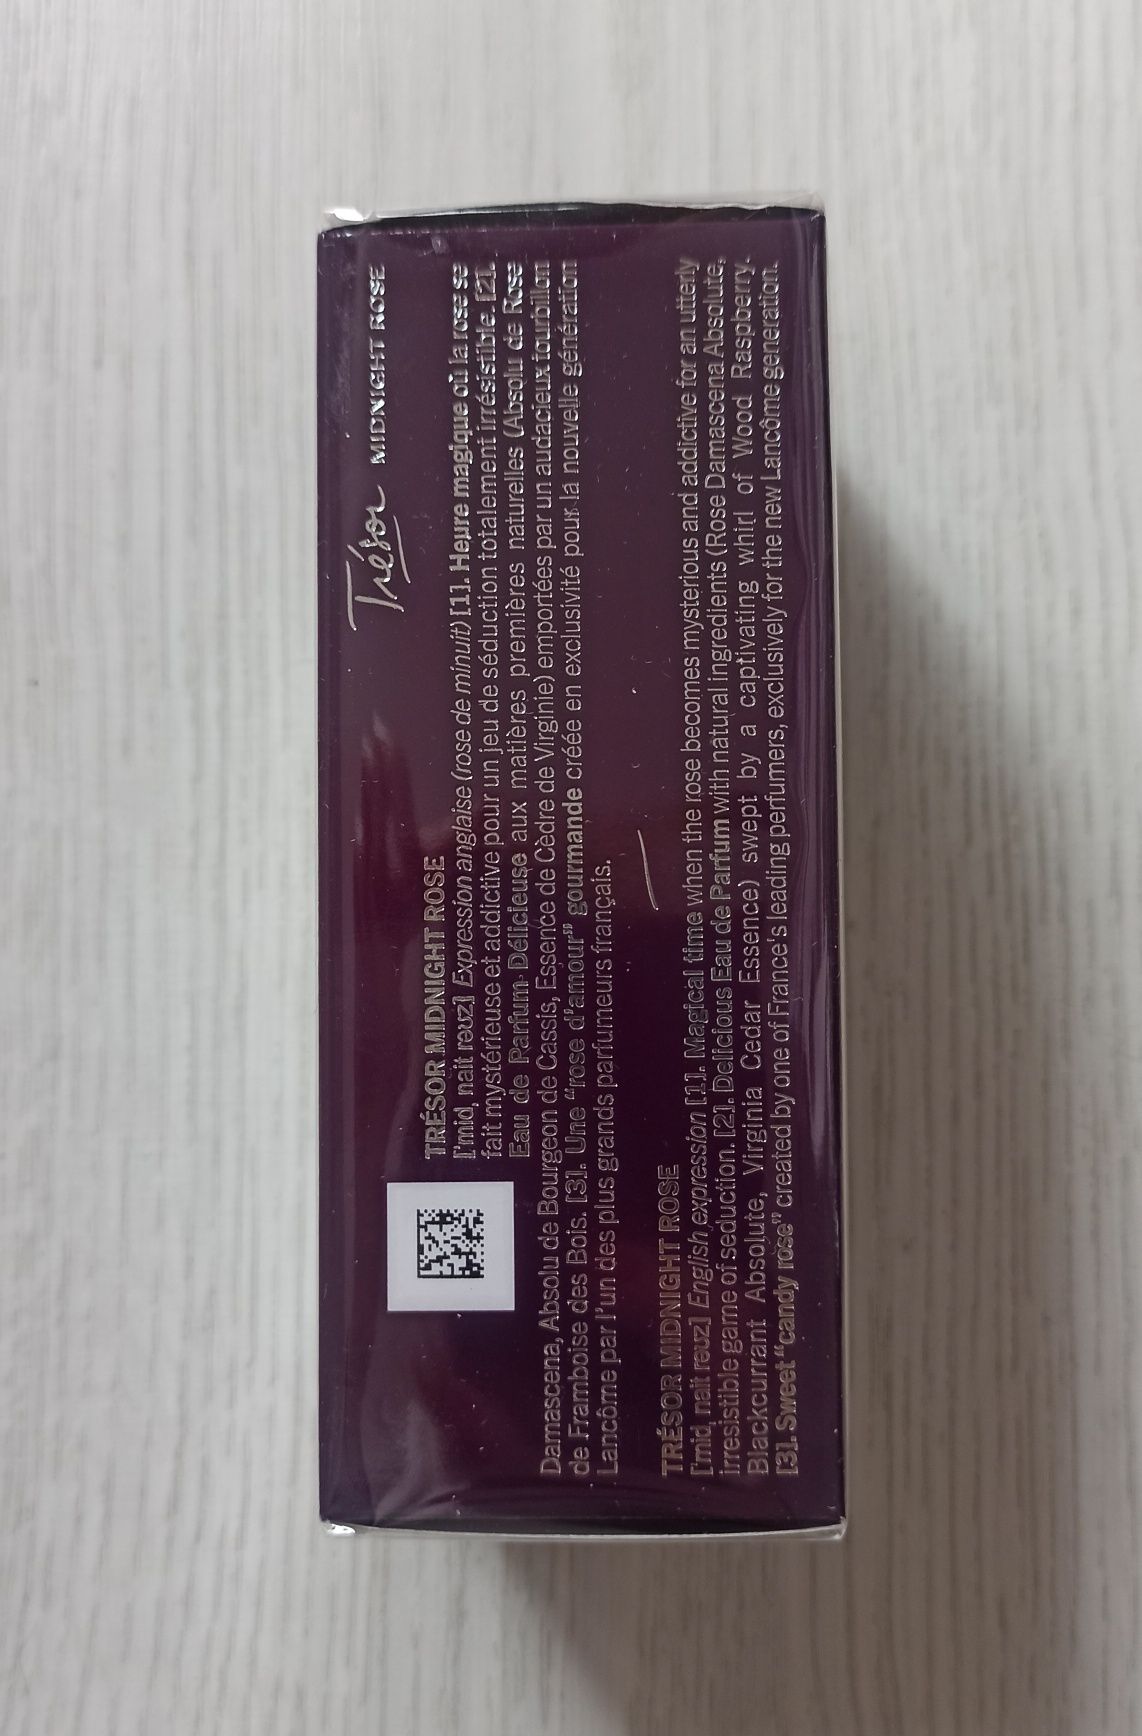 Trésor MIDNIGHT ROSE
TRÉSOR MIDNIGHT ROSE
['mid, nait rəʊz] Expression anglaise (rose de minuit) [1]. Heure magique où la rose se
fait mystérieuse et addictive pour un jeu de séduction totalement irrésistible. [2].
Eau de Parfum Délicieuse aux matières premières naturelles (Absolu de Rose
Damascena, Absolu de Bourgeon de Cassis, Essence de Cèdre de Virginie) emportées par un audacieux tourbillon
de Framboise des Bois. [3]. Une “rose d'amour” gourmande créée en exclusivité pour la nouvelle génération
Lancôme par l'un des plus grands parfumeurs français.
TRÉSOR MIDNIGHT ROSE
['mid, nait rəʊz] English expression [1]. Magical time when the rose becomes mysterious and addictive for an utterly
irresistible game of seduction. [2]. Delicious Eau de Parfum with natural ingredients (Rose Damascena Absolute,
Blackcurrant Absolute, Virginia Cedar Essence) swept by a captivating whirl of Wood Raspberry.
[3]. Sweet “candy rose” created by one of France's leading perfumers, exclusively for the new Lancôme generation.